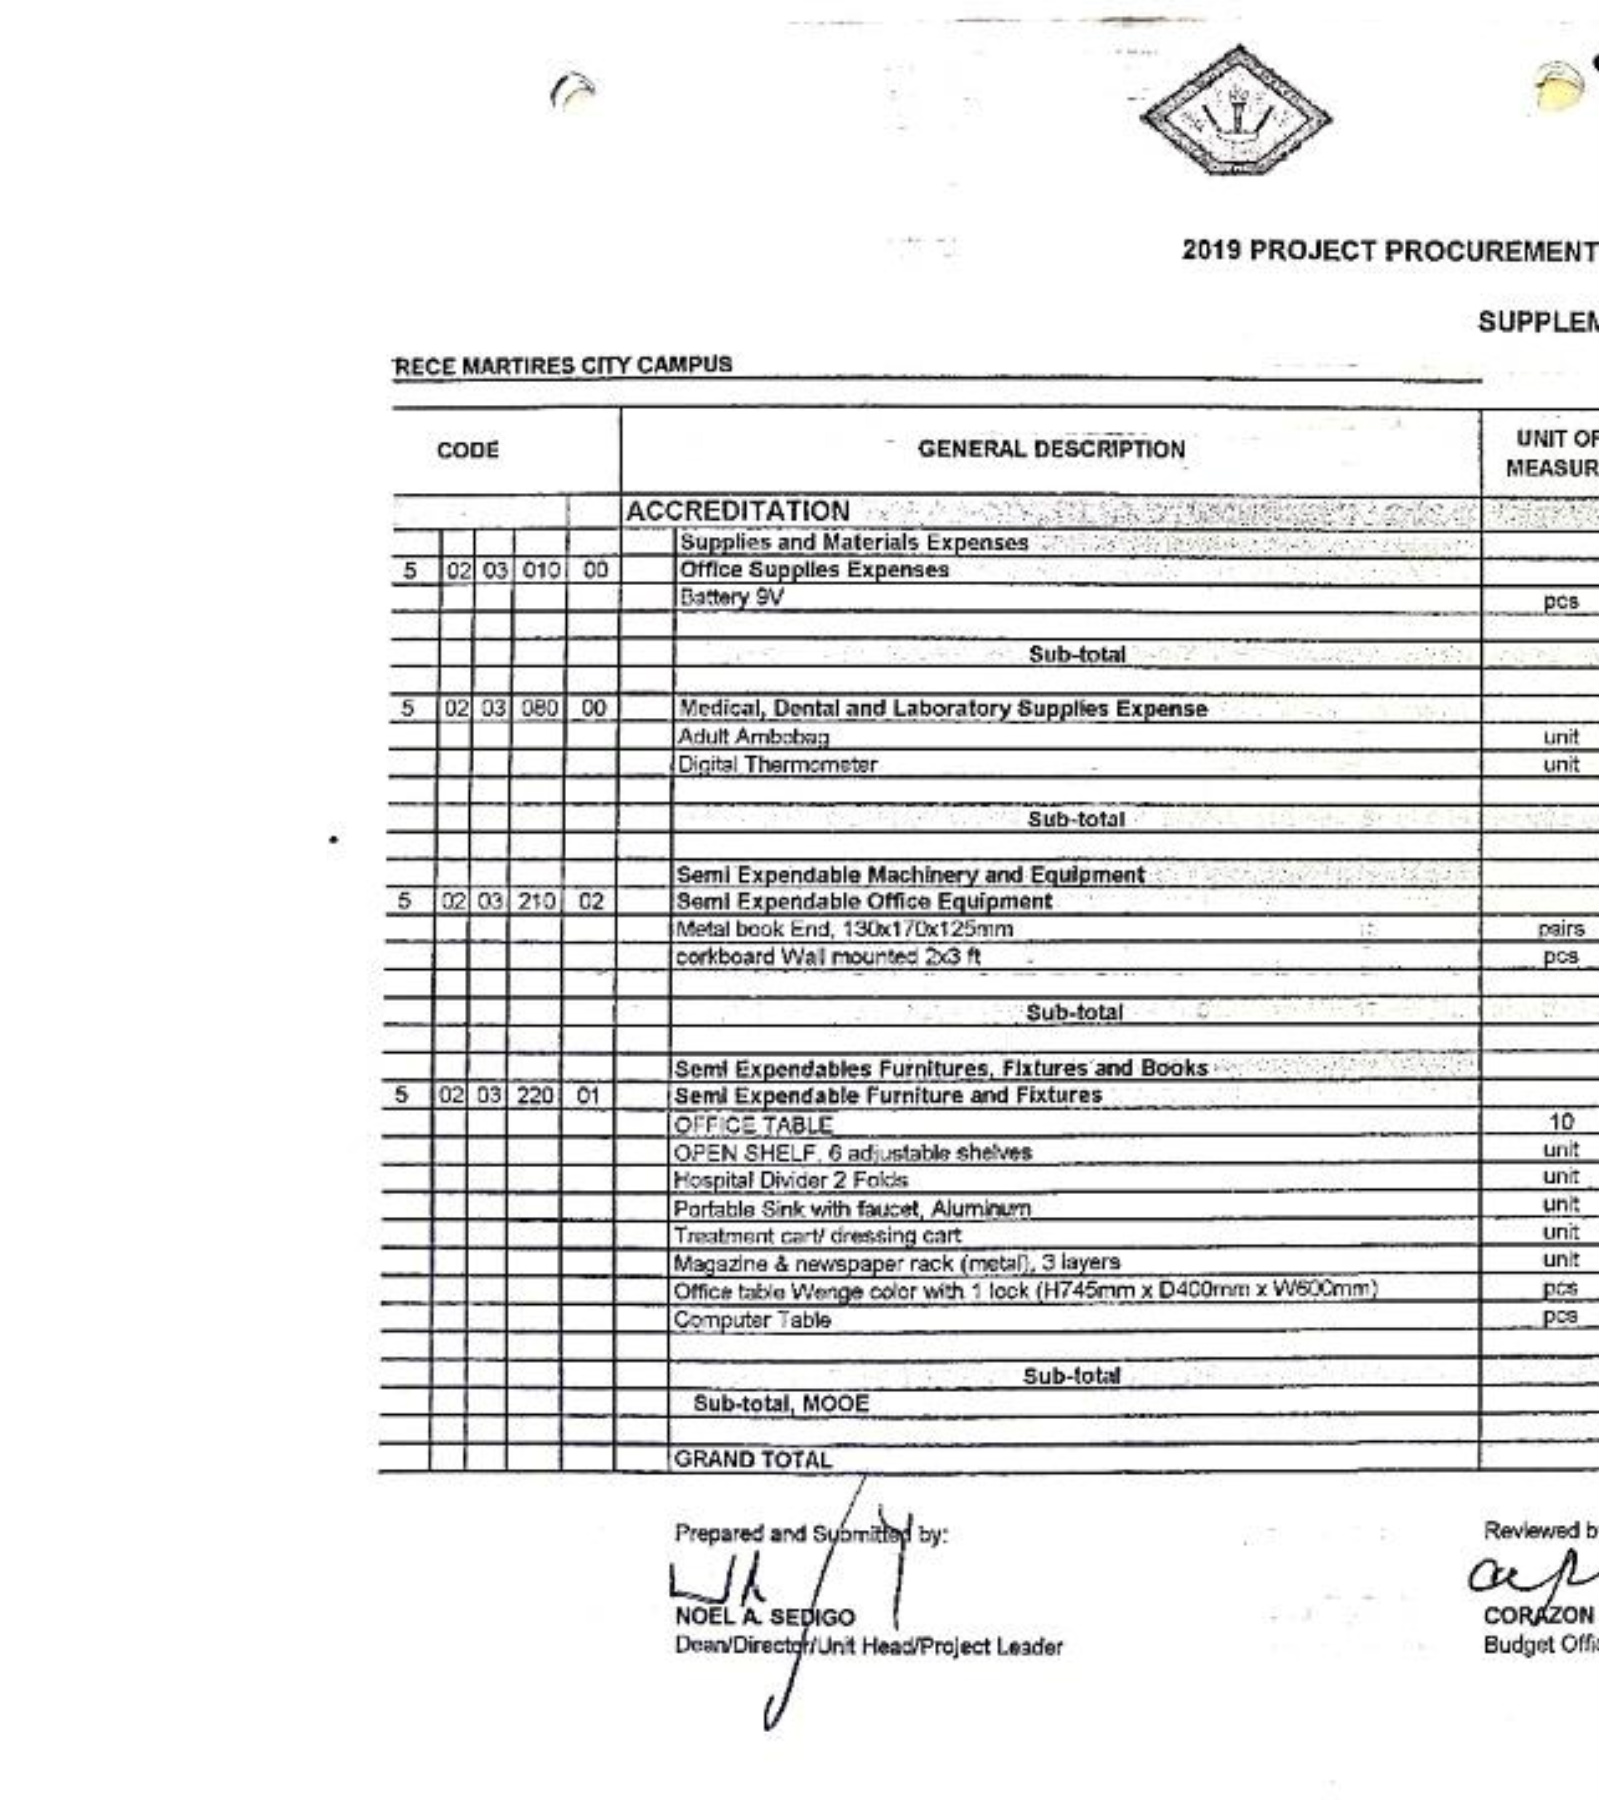 2019 PROJECT PROCUREMENT
SUPPLEM
RECE MARTIRES CITY CAMPUS
CODE GENERAL DESCRIPTION UNIT OF
MEASUR
ACCREDITATION
Supplies and Materials Expenses
5 02 03 010 00 Office Supplies Expenses
Battery 9V pcs
Sub-total
5 02 03 080 00 Medical, Dental and Laboratory Supplies Expense
Adult Ambobag unit
Digital Thermometer unit
Sub-total
Semi Expendable Machinery and Equipment
5 02 03 210 02 Semi Expendable Office Equipment
Metal book End, 130x170x125mm pairs
corkboard Wall mounted 2x3 ft pcs
Sub-total
Semi Expendables Furnitures, Fixtures and Books
5 02 03 220 01 Semi Expendable Furniture and Fixtures
OFFICE TABLE 10
OPEN SHELF, 6 adjustable shelves unit
Hospital Divider 2 Folds unit
Portable Sink with faucet, Aluminum unit
Treatment cart/ dressing cart unit
Magazine & newspaper rack (metal), 3 layers unit
Office table Wenge color with 1 lock (H745mm x D400mm x W600mm) pcs
Computer Table pcs
Sub-total
Sub-total, MOOE
GRAND TOTAL
Prepared and Submitted by: Reviewed b
NOEL A. SEDIGO CORAZON
Dean/Director/Unit Head/Project Leader Budget Offic